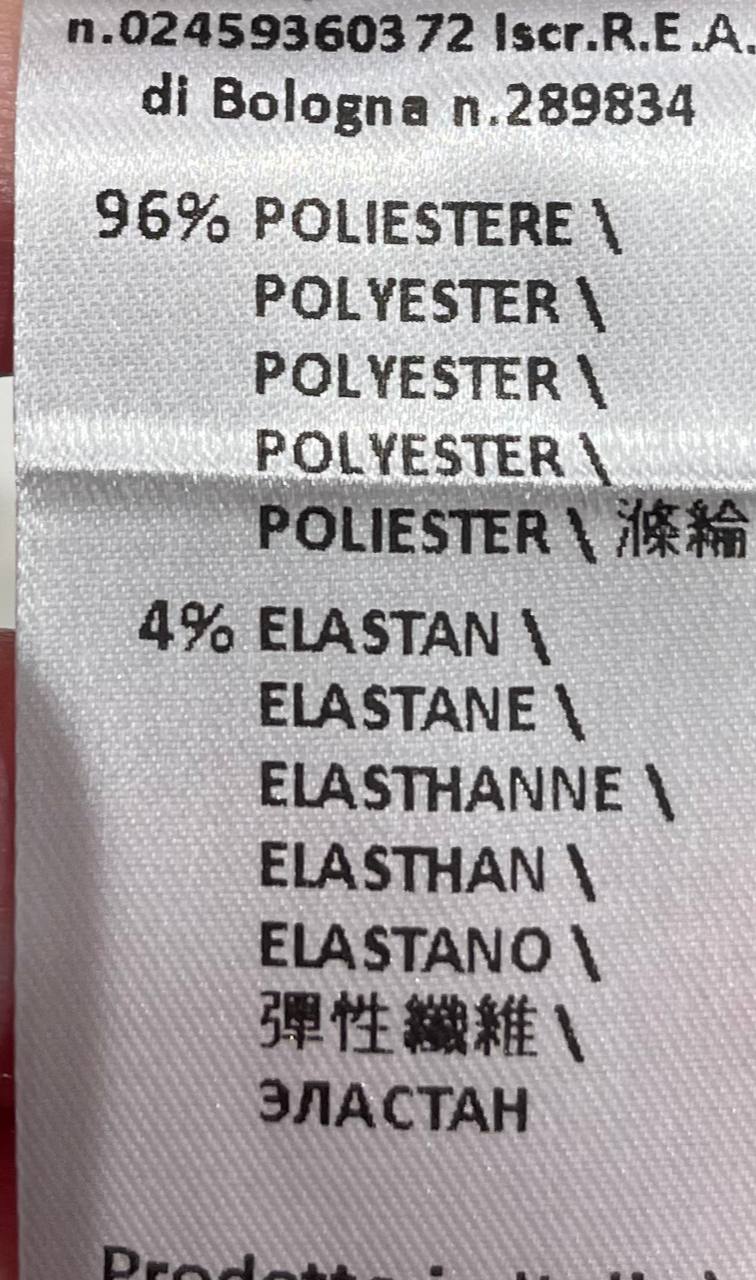 n.02459360372 Iscr.R.E.A.
di Bologna n.289834
96% POLIESTERE \
POLYESTER \
POLYESTER \
POLYESTER \
POLIESTER \ 滌綸
4% ELASTAN \
ELASTANE \
ELASTHANNE \
ELASTHAN \
ELASTANO \
彈性纖維 \
ЭЛАСТАН